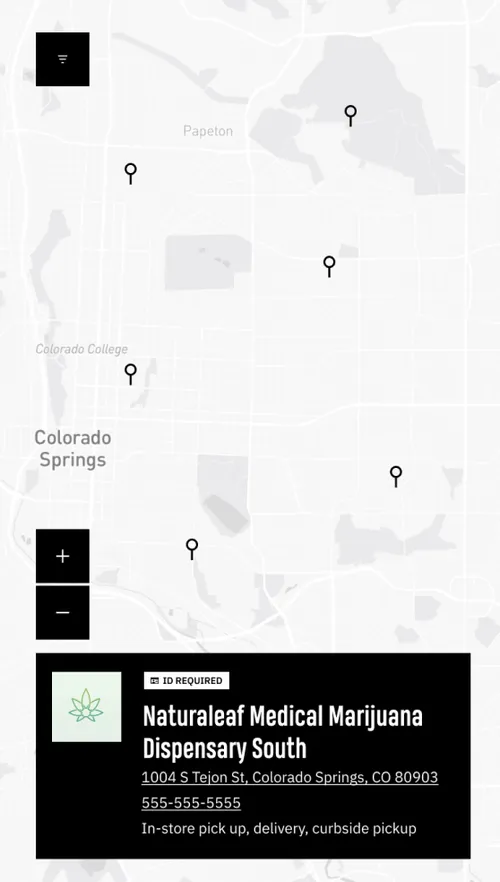 Papeton
Colorado College
Colorado
Springs
ID REQUIRED
Naturaleaf Medical Marijuana
Dispensary South
1004 S Tejon St, Colorado Springs, CO 80903
555-555-5555
In-store pick up, delivery, curbside pickup